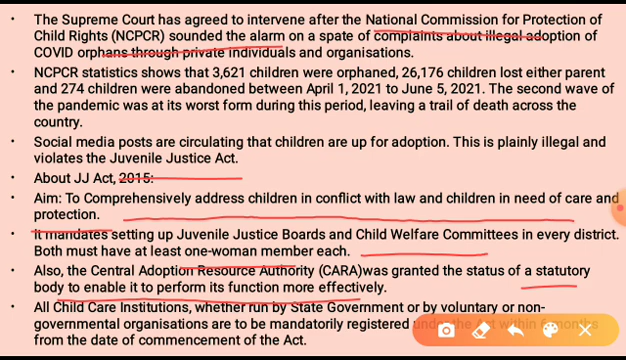 • The Supreme Court has agreed to intervene after the National Commission for Protection of
Child Rights (NCPCR) sounded the alarm on a spate of complaints about illegal adoption of
COVID orphans through private individuals and organisations.
• NCPCR statistics shows that 3,621 children were orphaned, 26,176 children lost either parent
and 274 children were abandoned between April 1, 2021 to June 5, 2021. The second wave of
the pandemic was at its worst form during this period, leaving a trail of death across the
country.
• Social media posts are circulating that children are up for adoption. This is plainly illegal and
violates the Juvenile Justice Act.
• About JJ Act, 2015:
• Aim: To Comprehensively address children in conflict with law and children in need of care and
protection.
• It mandates setting up Juvenile Justice Boards and Child Welfare Committees in every district.
Both must have at least one-woman member each.
• Also, the Central Adoption Resource Authority (CARA)was granted the status of a statutory
body to enable it to perform its function more effectively.
• All Child Care Institutions, whether run by State Government or by voluntary or non-
governmental organisations are to be mandatorily registered under the Act within 6 months
from the date of commencement of the Act.